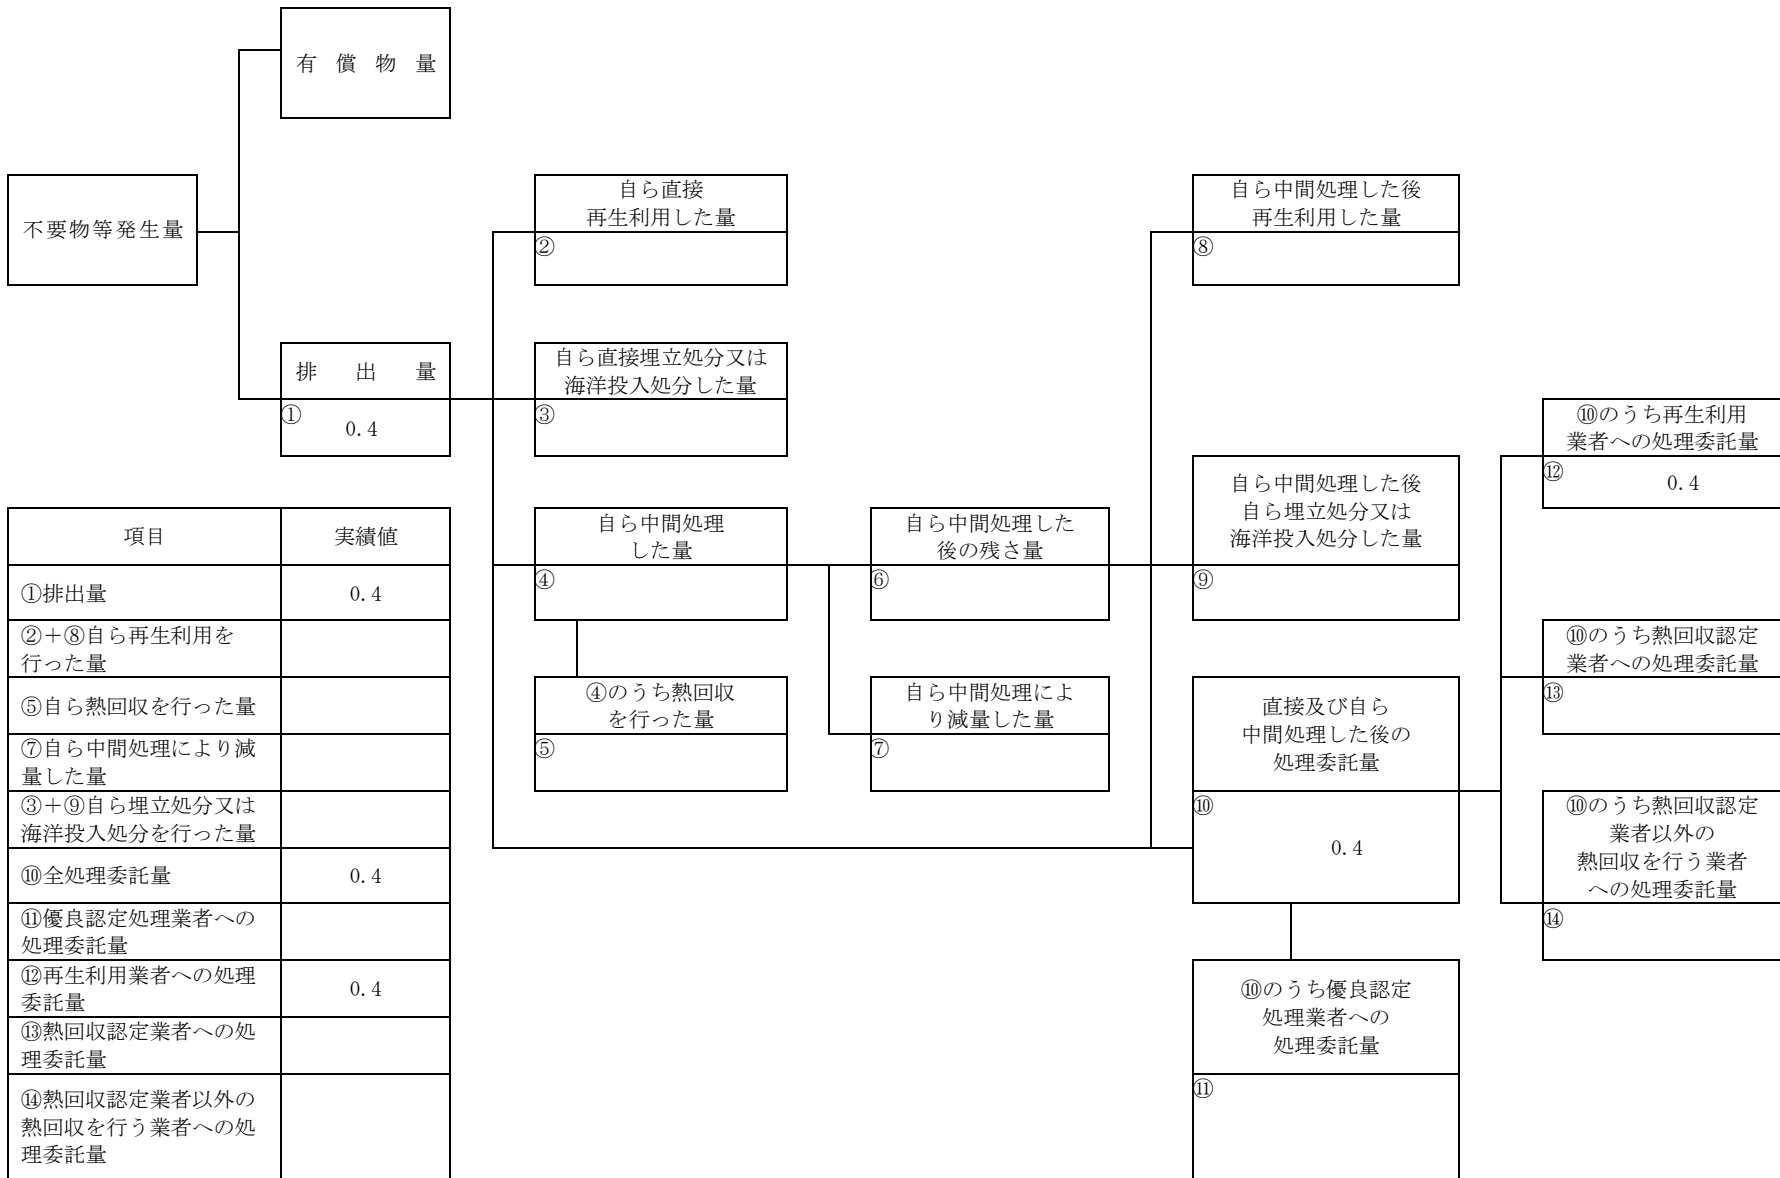 有償物量
不要物等発生量
排出量
①
0.4
自ら直接
再生利用した量
②
自ら直接埋立処分又は
海洋投入処分した量
③
自ら中間処理
した量
④
④のうち熱回収
を行った量
⑤
自ら中間処理した
後の残さ量
⑥
自ら中間処理によ
り減量した量
⑦
自ら中間処理した後
再生利用した量
⑧
自ら中間処理した後
自ら埋立処分又は
海洋投入処分した量
⑨
直接及び自ら
中間処理した後の
処理委託量
⑩
0.4
⑩のうち優良認定
処理業者への
処理委託量
⑪
⑩のうち再生利用
業者への処理委託量
⑫
0.4
⑩のうち熱回収認定
業者への処理委託量
⑬
⑩のうち熱回収認定
業者以外の
熱回収を行う業者
への処理委託量
⑭
項目 実績値
①排出量 0.4
②+⑧自ら再生利用を
行った量
⑤自ら熱回収を行った量
⑦自ら中間処理により減
量した量
③+⑨自ら埋立処分又は
海洋投入処分を行った量
⑩全処理委託量 0.4
⑪優良認定処理業者への
処理委託量
⑫再生利用業者への処理
委託量 0.4
⑬熱回収認定業者への処
理委託量
⑭熱回収認定業者以外の
熱回収を行う業者への処
理委託量